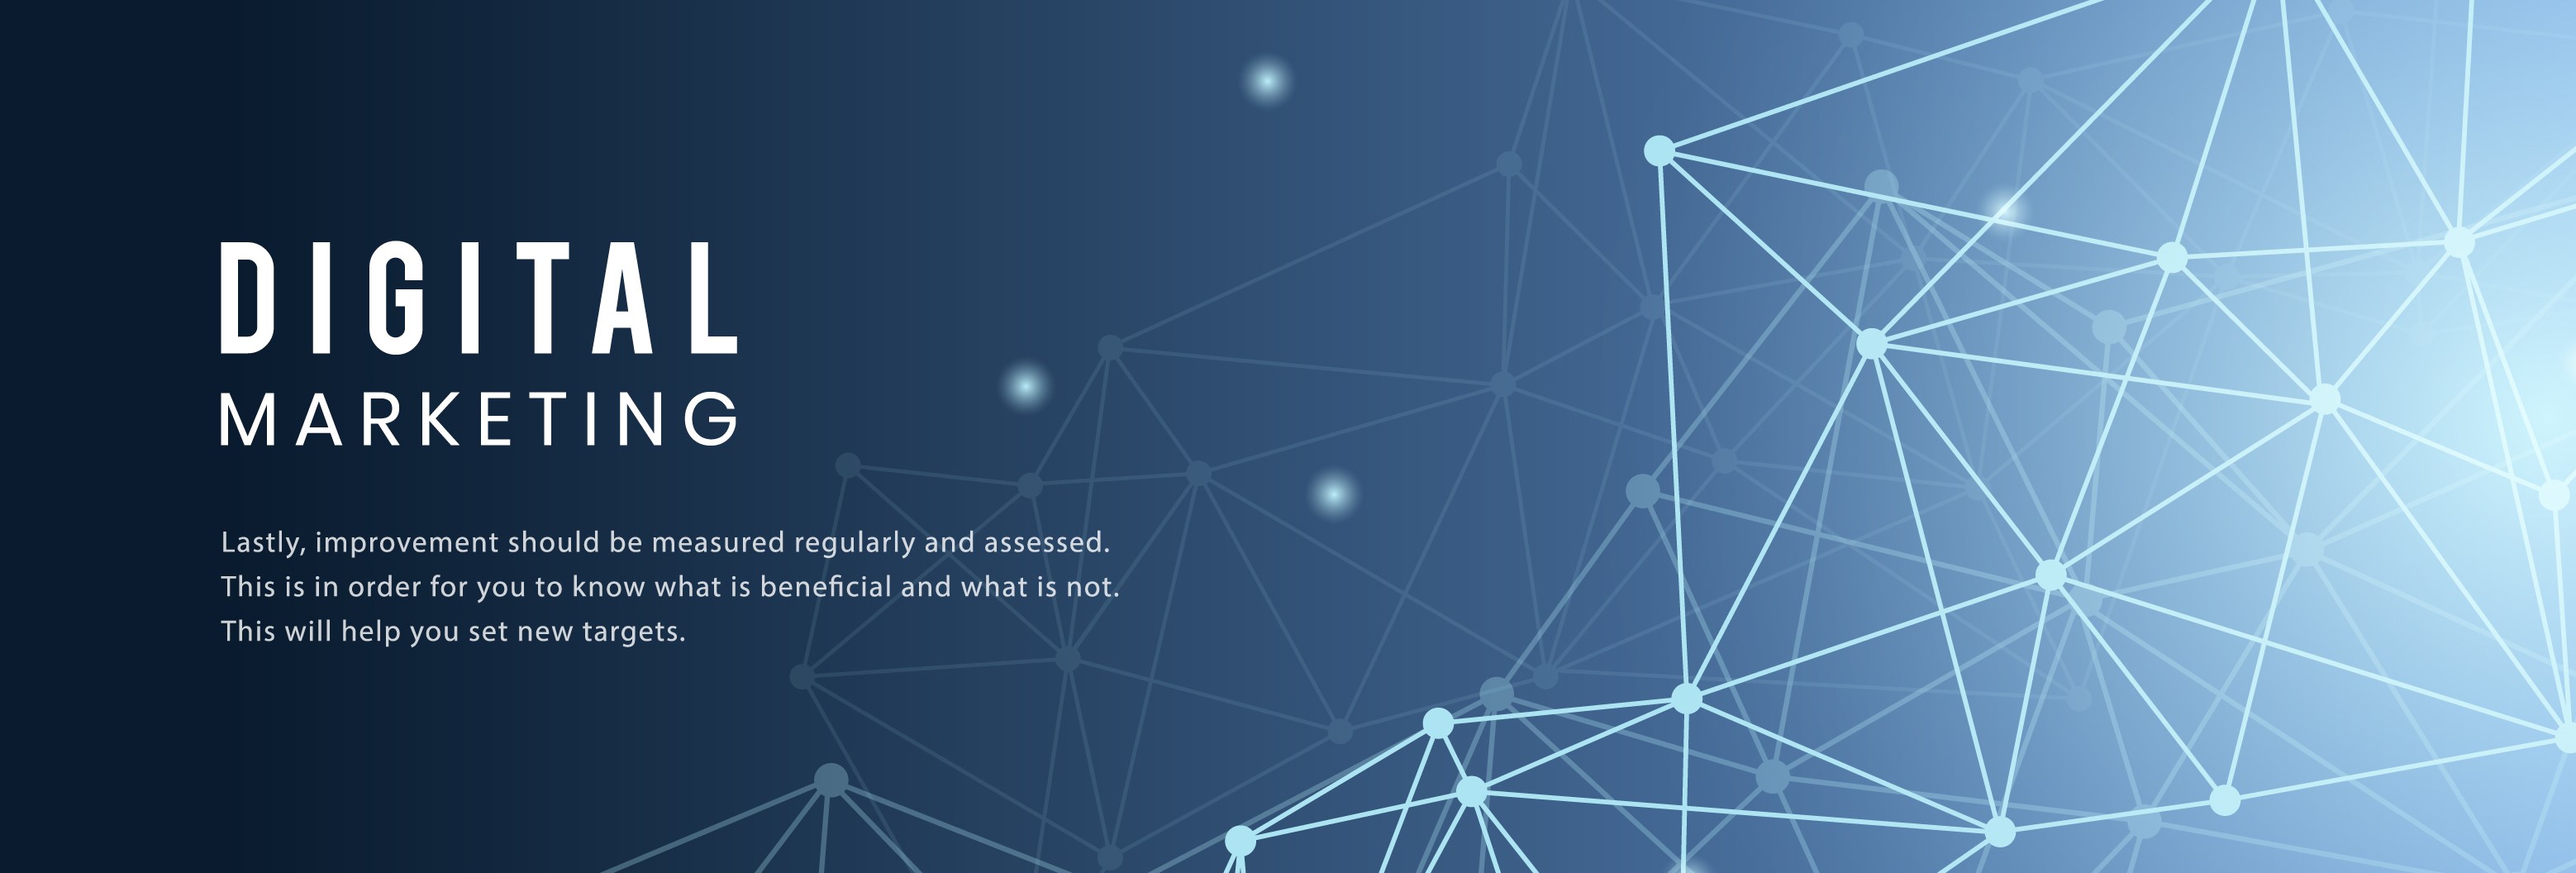 DIGITAL
MARKETING
Lastly, improvement should be measured regularly and assessed.
This is in order for you to know what is beneficial and what is not.
This will help you set new targets.